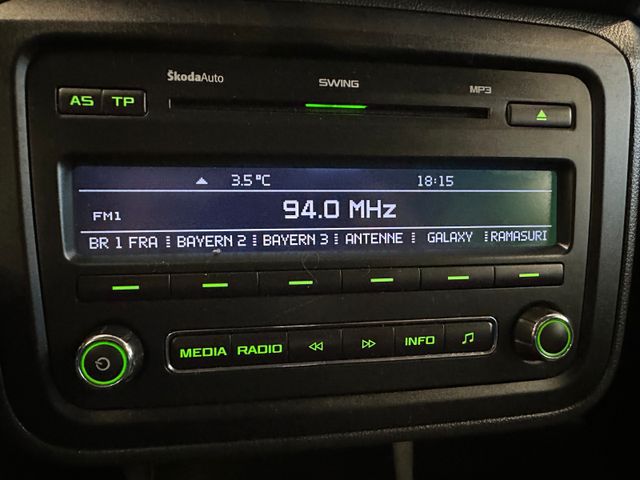 ŠkodaAuto
SWING
MP3
AS TP
3.5°C 18:15
FM1 94.0 MHz
BR 1 FRA BAYERN 2 BAYERN 3 ANTENNE GALAXY RAMASURI
MEDIA RADIO INFO